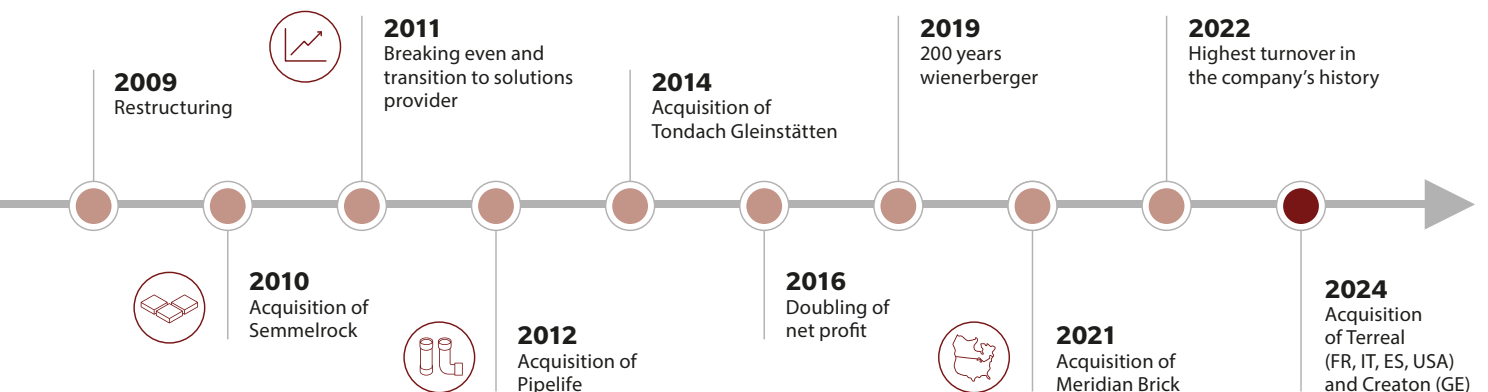 2009
Restructuring
2010
Acquisition of
Semmelrock
2011
Breaking even and
transition to solutions
provider
2012
Acquisition of
Pipelife
2014
Acquisition of
Tondach Gleinstätten
2016
Doubling of
net profit
2019
200 years
wienerberger
2021
Acquisition of
Meridian Brick
2022
Highest turnover in
the company’s history
2024
Acquisition
of Terreal
(FR, IT, ES, USA)
and Creaton (GE)